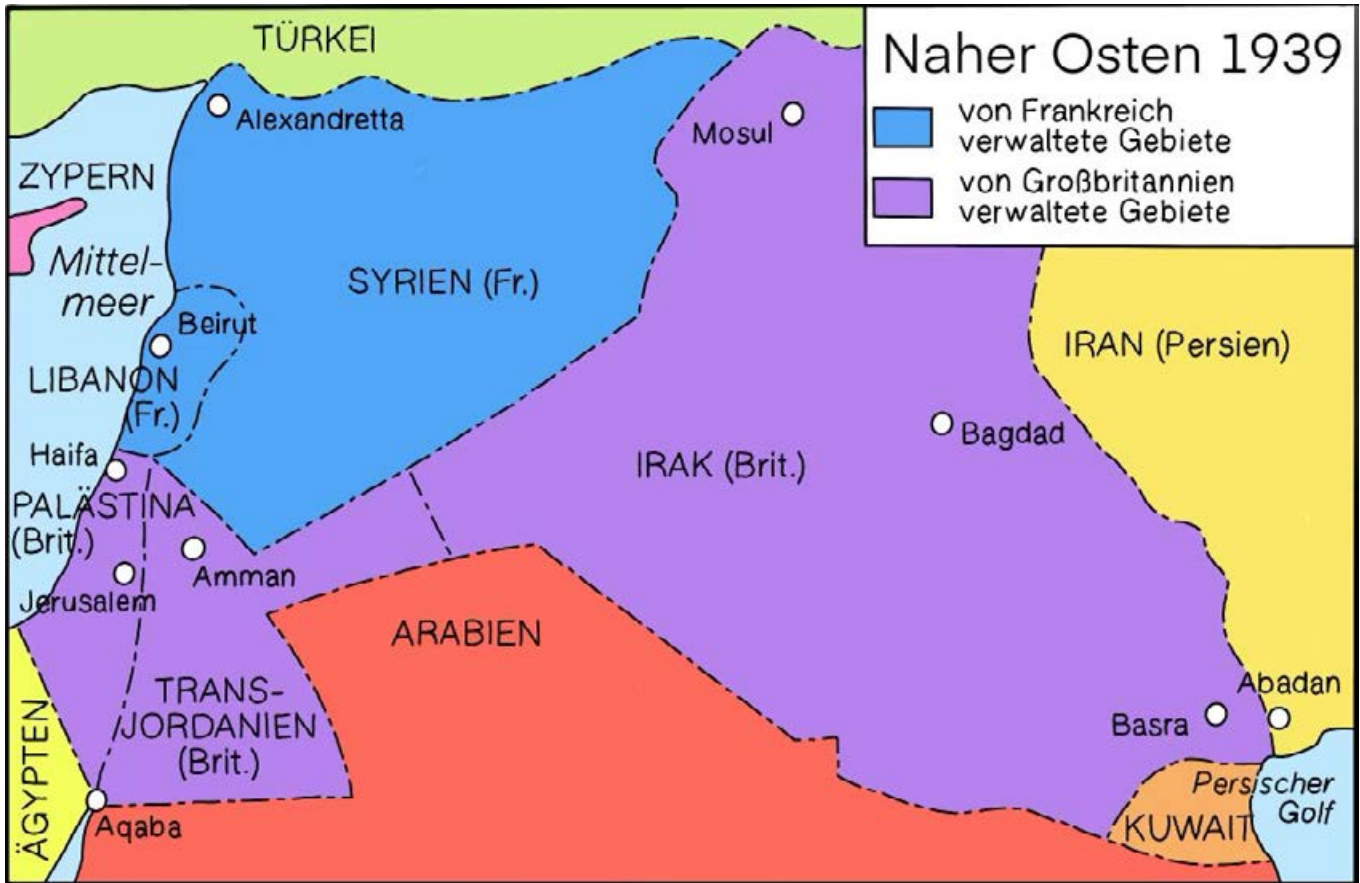 TÜRKEI
Naher Osten 1939
von Frankreich
verwaltete Gebiete
von Großbritannien
verwaltete Gebiete
Alexandretta
Mosul
ZYPERN
Mittel-
meer
SYRIEN (Fr.)
Beirut
LIBANON
(Fr.)
IRAN (Persien)
Bagdad
IRAK (Brit.)
Haifa
PALÄSTINA
(Brit.)
Amman
Jerusalem
ARABIEN
TRANS-
JORDANIEN
(Brit.)
Abadan
Basra
ÄGYPTEN
Aqaba
Persischer
Golf
KUWAIT